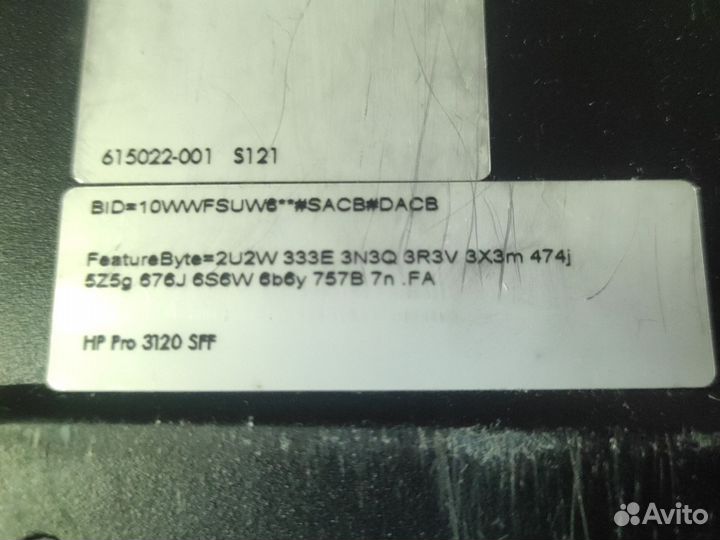 615022-001 S121
BID=10WWFSUW6**#SACB#DACB
FeatureByte=2U2W 333E 3N3Q 3R3V 3X3m 474j
5Z5g 676J 6S6W 6b6y 757B 7n .FA
HP Pro 3120 SFF
Avito